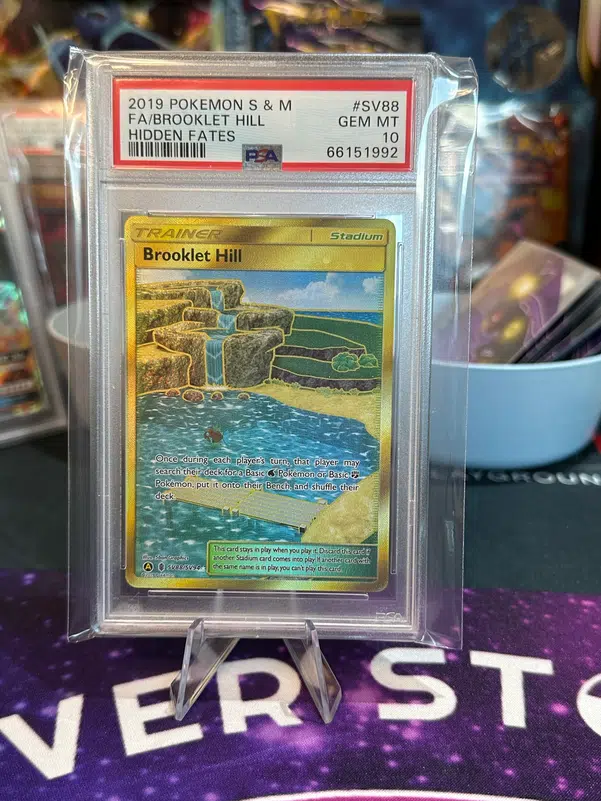 2019 POKEMON S & M #SV88
FA/BROOKLET HILL GEM MT
HIDDEN FATES 10
PSA 66151992
TRAINER Stadium
Brooklet Hill
Once during each player's turn, that player may
search their deck for a Basic Pokémon or Basic
Pokémon, put it onto their Bench, and shuffle their
deck.
This card stays in play when you play it. Discard this card if
another Stadium card comes into play. If another card with
the same name is in play, you can't play this card.
A SV88/SV94
VER STO